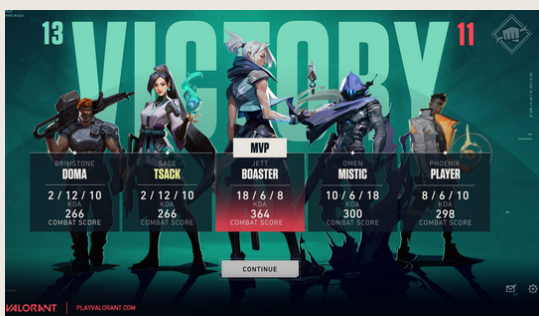 13 VICTORY 11
MVP
BRIMSTONE SAGE JETT OMEN PHOENIX
DOMA TSACK BOASTER MISTIC PLAYER
2 / 12 / 10 2 / 12 / 10 18 / 6 / 8 10 / 6 / 18 8 / 6 / 10
KDA KDA KDA KDA KDA
266 266 364 300 298
COMBAT SCORE COMBAT SCORE COMBAT SCORE COMBAT SCORE COMBAT SCORE
CONTINUE
VALORANT PLAYVALORANT.COM